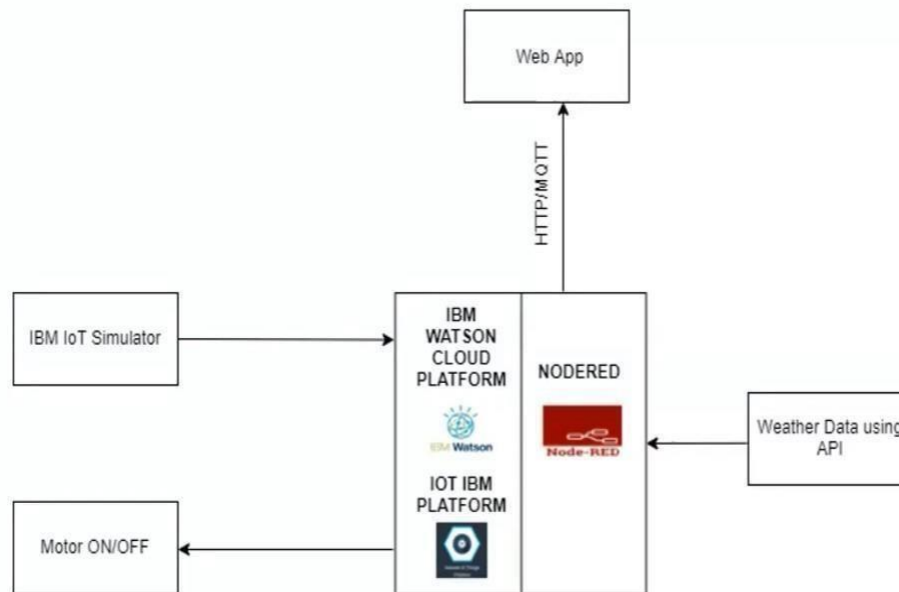 Web App
HTTP/MQTT
IBM IoT Simulator
IBM
WATSON
CLOUD
PLATFORM
IBM Watson
IOT IBM
PLATFORM
NODERED
Node-RED
Weather Data using
API
Motor ON/OFF